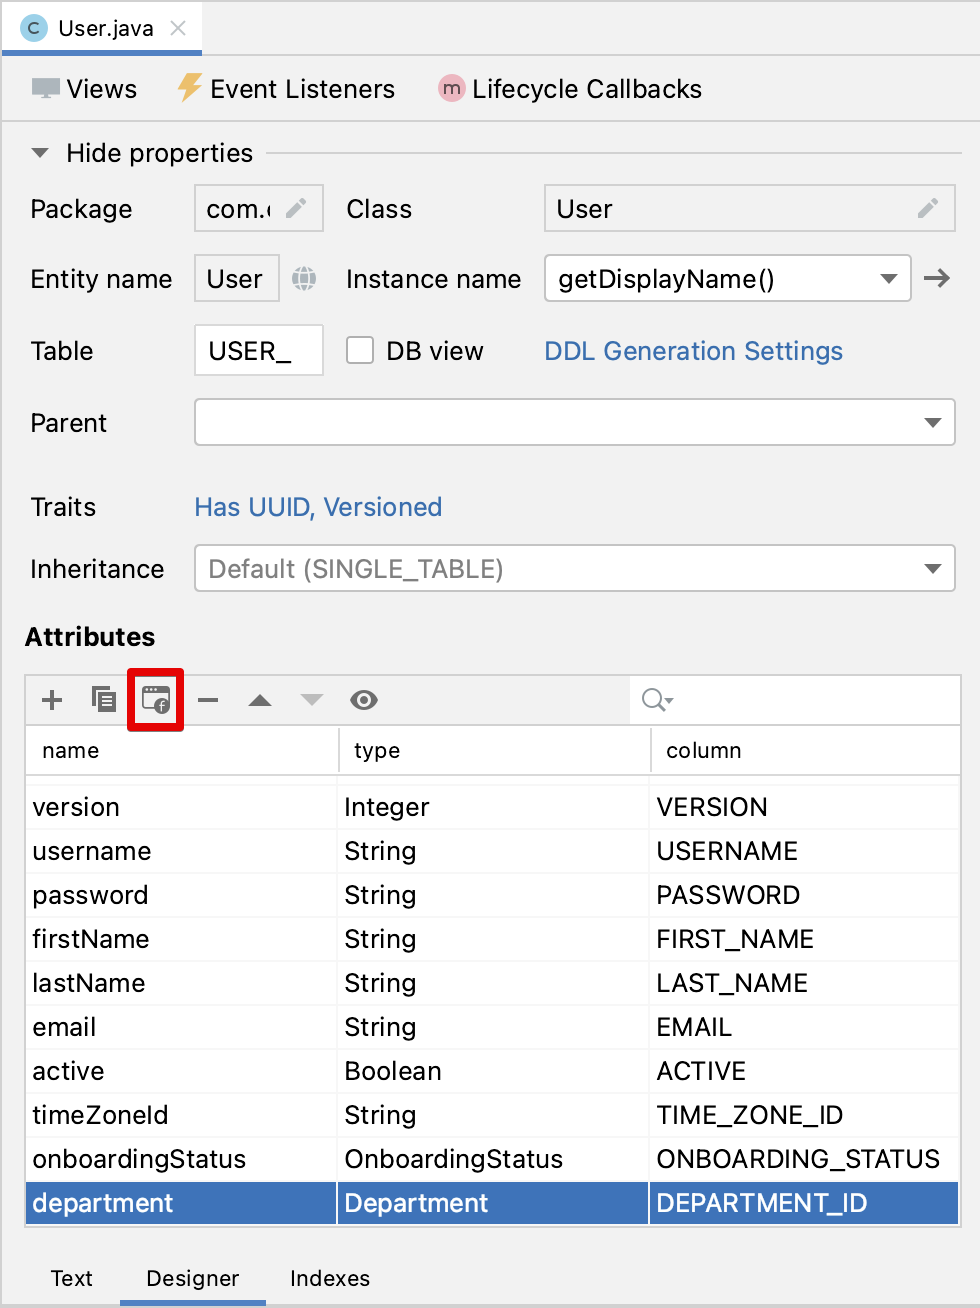 C User.java
Views Event Listeners m Lifecycle Callbacks
Hide properties
Package com. Class User
Entity name User Instance name getDisplayName()
Table USER_ DB view DDL Generation Settings
Parent
Traits Has UUID, Versioned
Inheritance Default (SINGLE_TABLE)
Attributes
f
name type column
version Integer VERSION
username String USERNAME
password String PASSWORD
firstName String FIRST_NAME
lastName String LAST_NAME
email String EMAIL
active Boolean ACTIVE
timeZoneId String TIME_ZONE_ID
onboardingStatus OnboardingStatus ONBOARDING_STATUS
department Department DEPARTMENT_ID
Text Designer Indexes